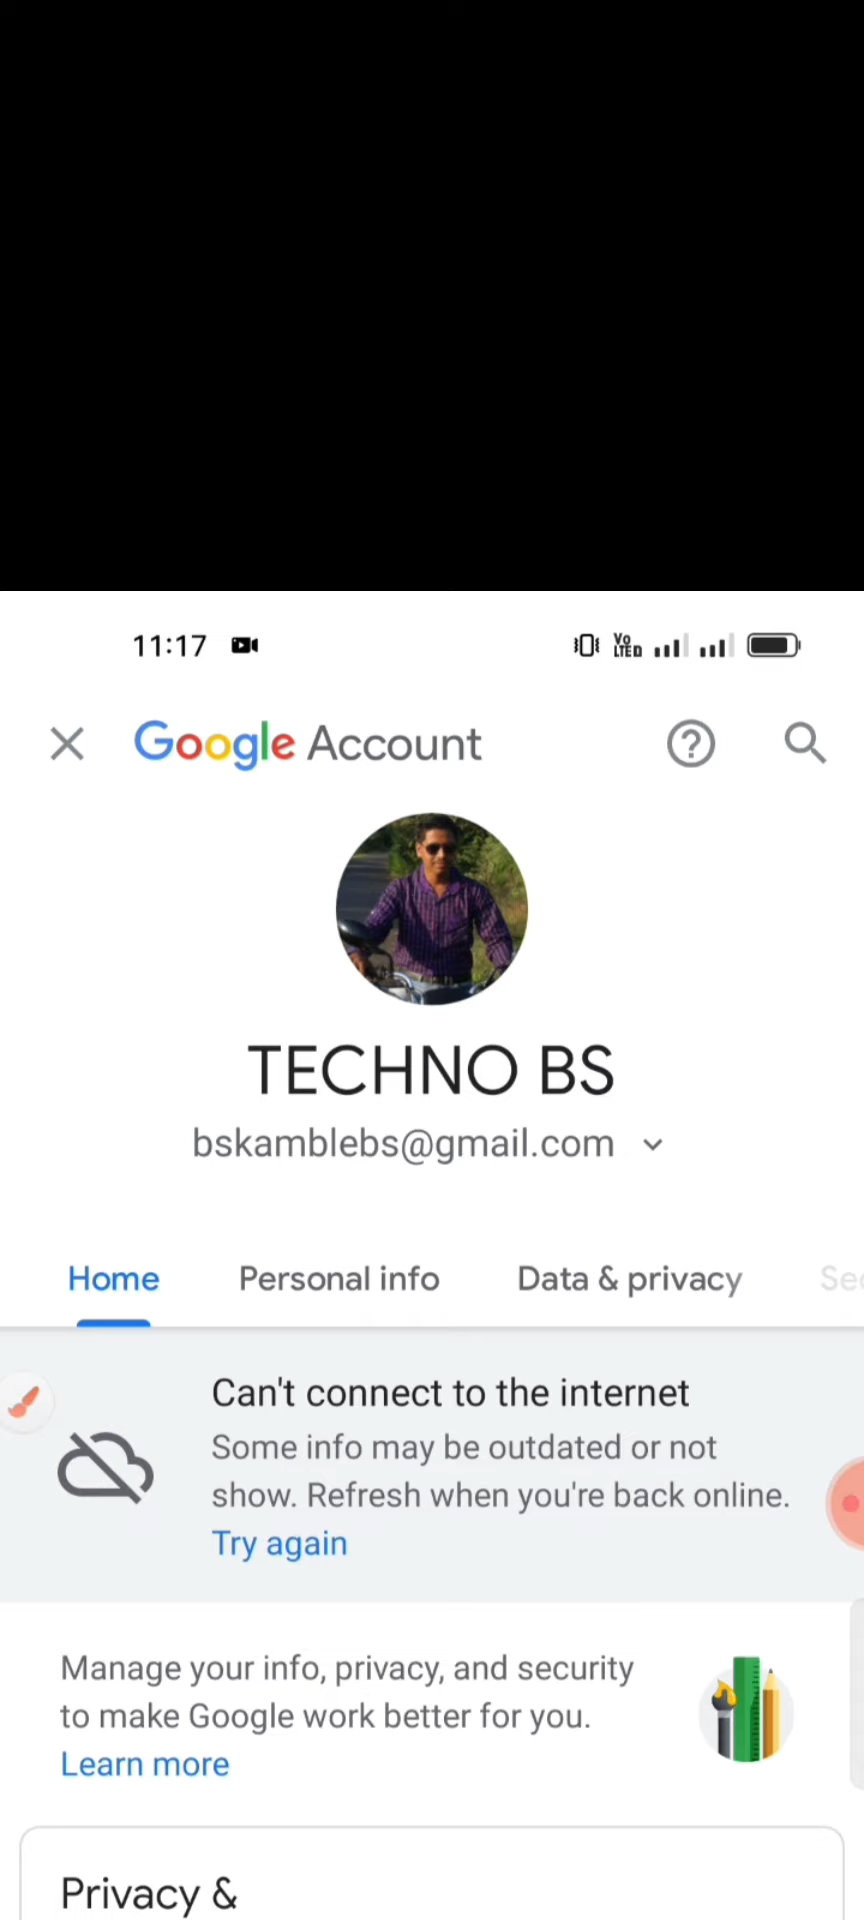 11:17 Vo LTE D
Google Account
TECHNO BS
bskamblebs@gmail.com
Home Personal info Data & privacy
Can't connect to the internet
Some info may be outdated or not
show. Refresh when you're back online.
Try again
Manage your info, privacy, and security
to make Google work better for you.
Learn more
Privacy &